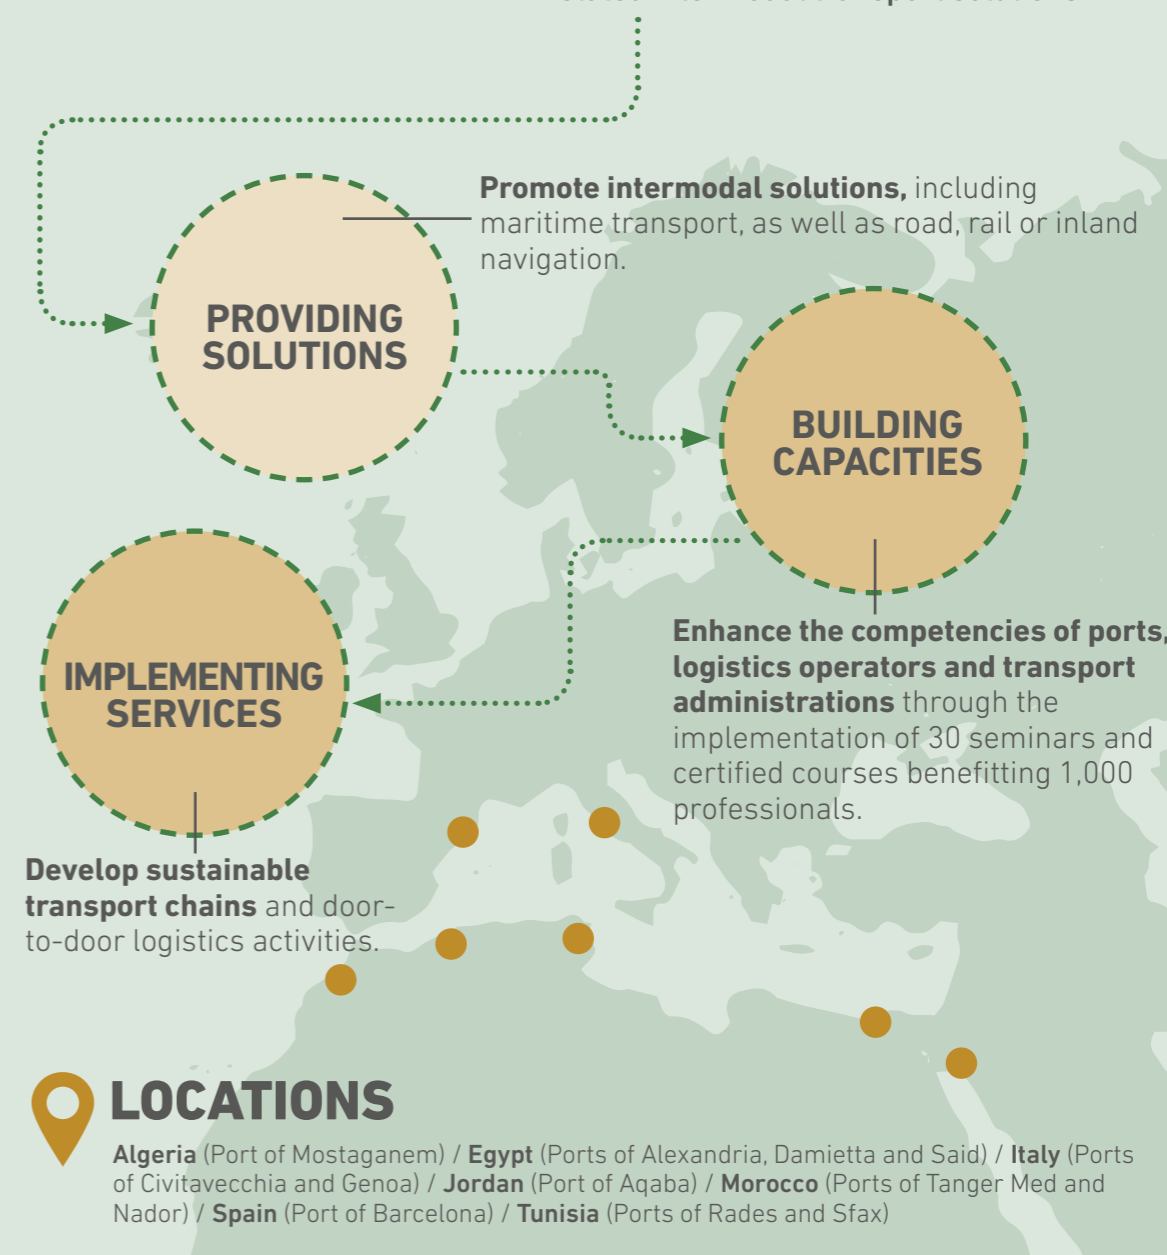 Promote intermodal solutions, including
maritime transport, as well as road, rail or inland
navigation.
PROVIDING
SOLUTIONS
BUILDING
CAPACITIES
Enhance the competencies of ports,
logistics operators and transport
administrations through the
implementation of 30 seminars and
certified courses benefitting 1,000
professionals.
IMPLEMENTING
SERVICES
Develop sustainable
transport chains and door-
to-door logistics activities.
LOCATIONS
Algeria (Port of Mostaganem) / Egypt (Ports of Alexandria, Damietta and Said) / Italy (Ports
of Civitavecchia and Genoa) / Jordan (Port of Aqaba) / Morocco (Ports of Tanger Med and
Nador) / Spain (Port of Barcelona) / Tunisia (Ports of Rades and Sfax)